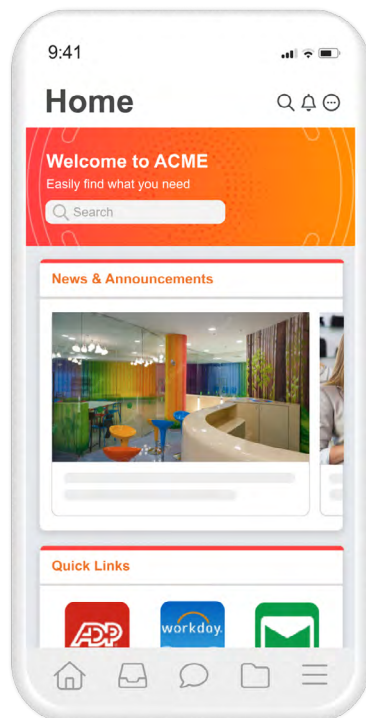 9:41
Home
Welcome to ACME
Easily find what you need
Search
News & Announcements
Quick Links
ADP
workday.